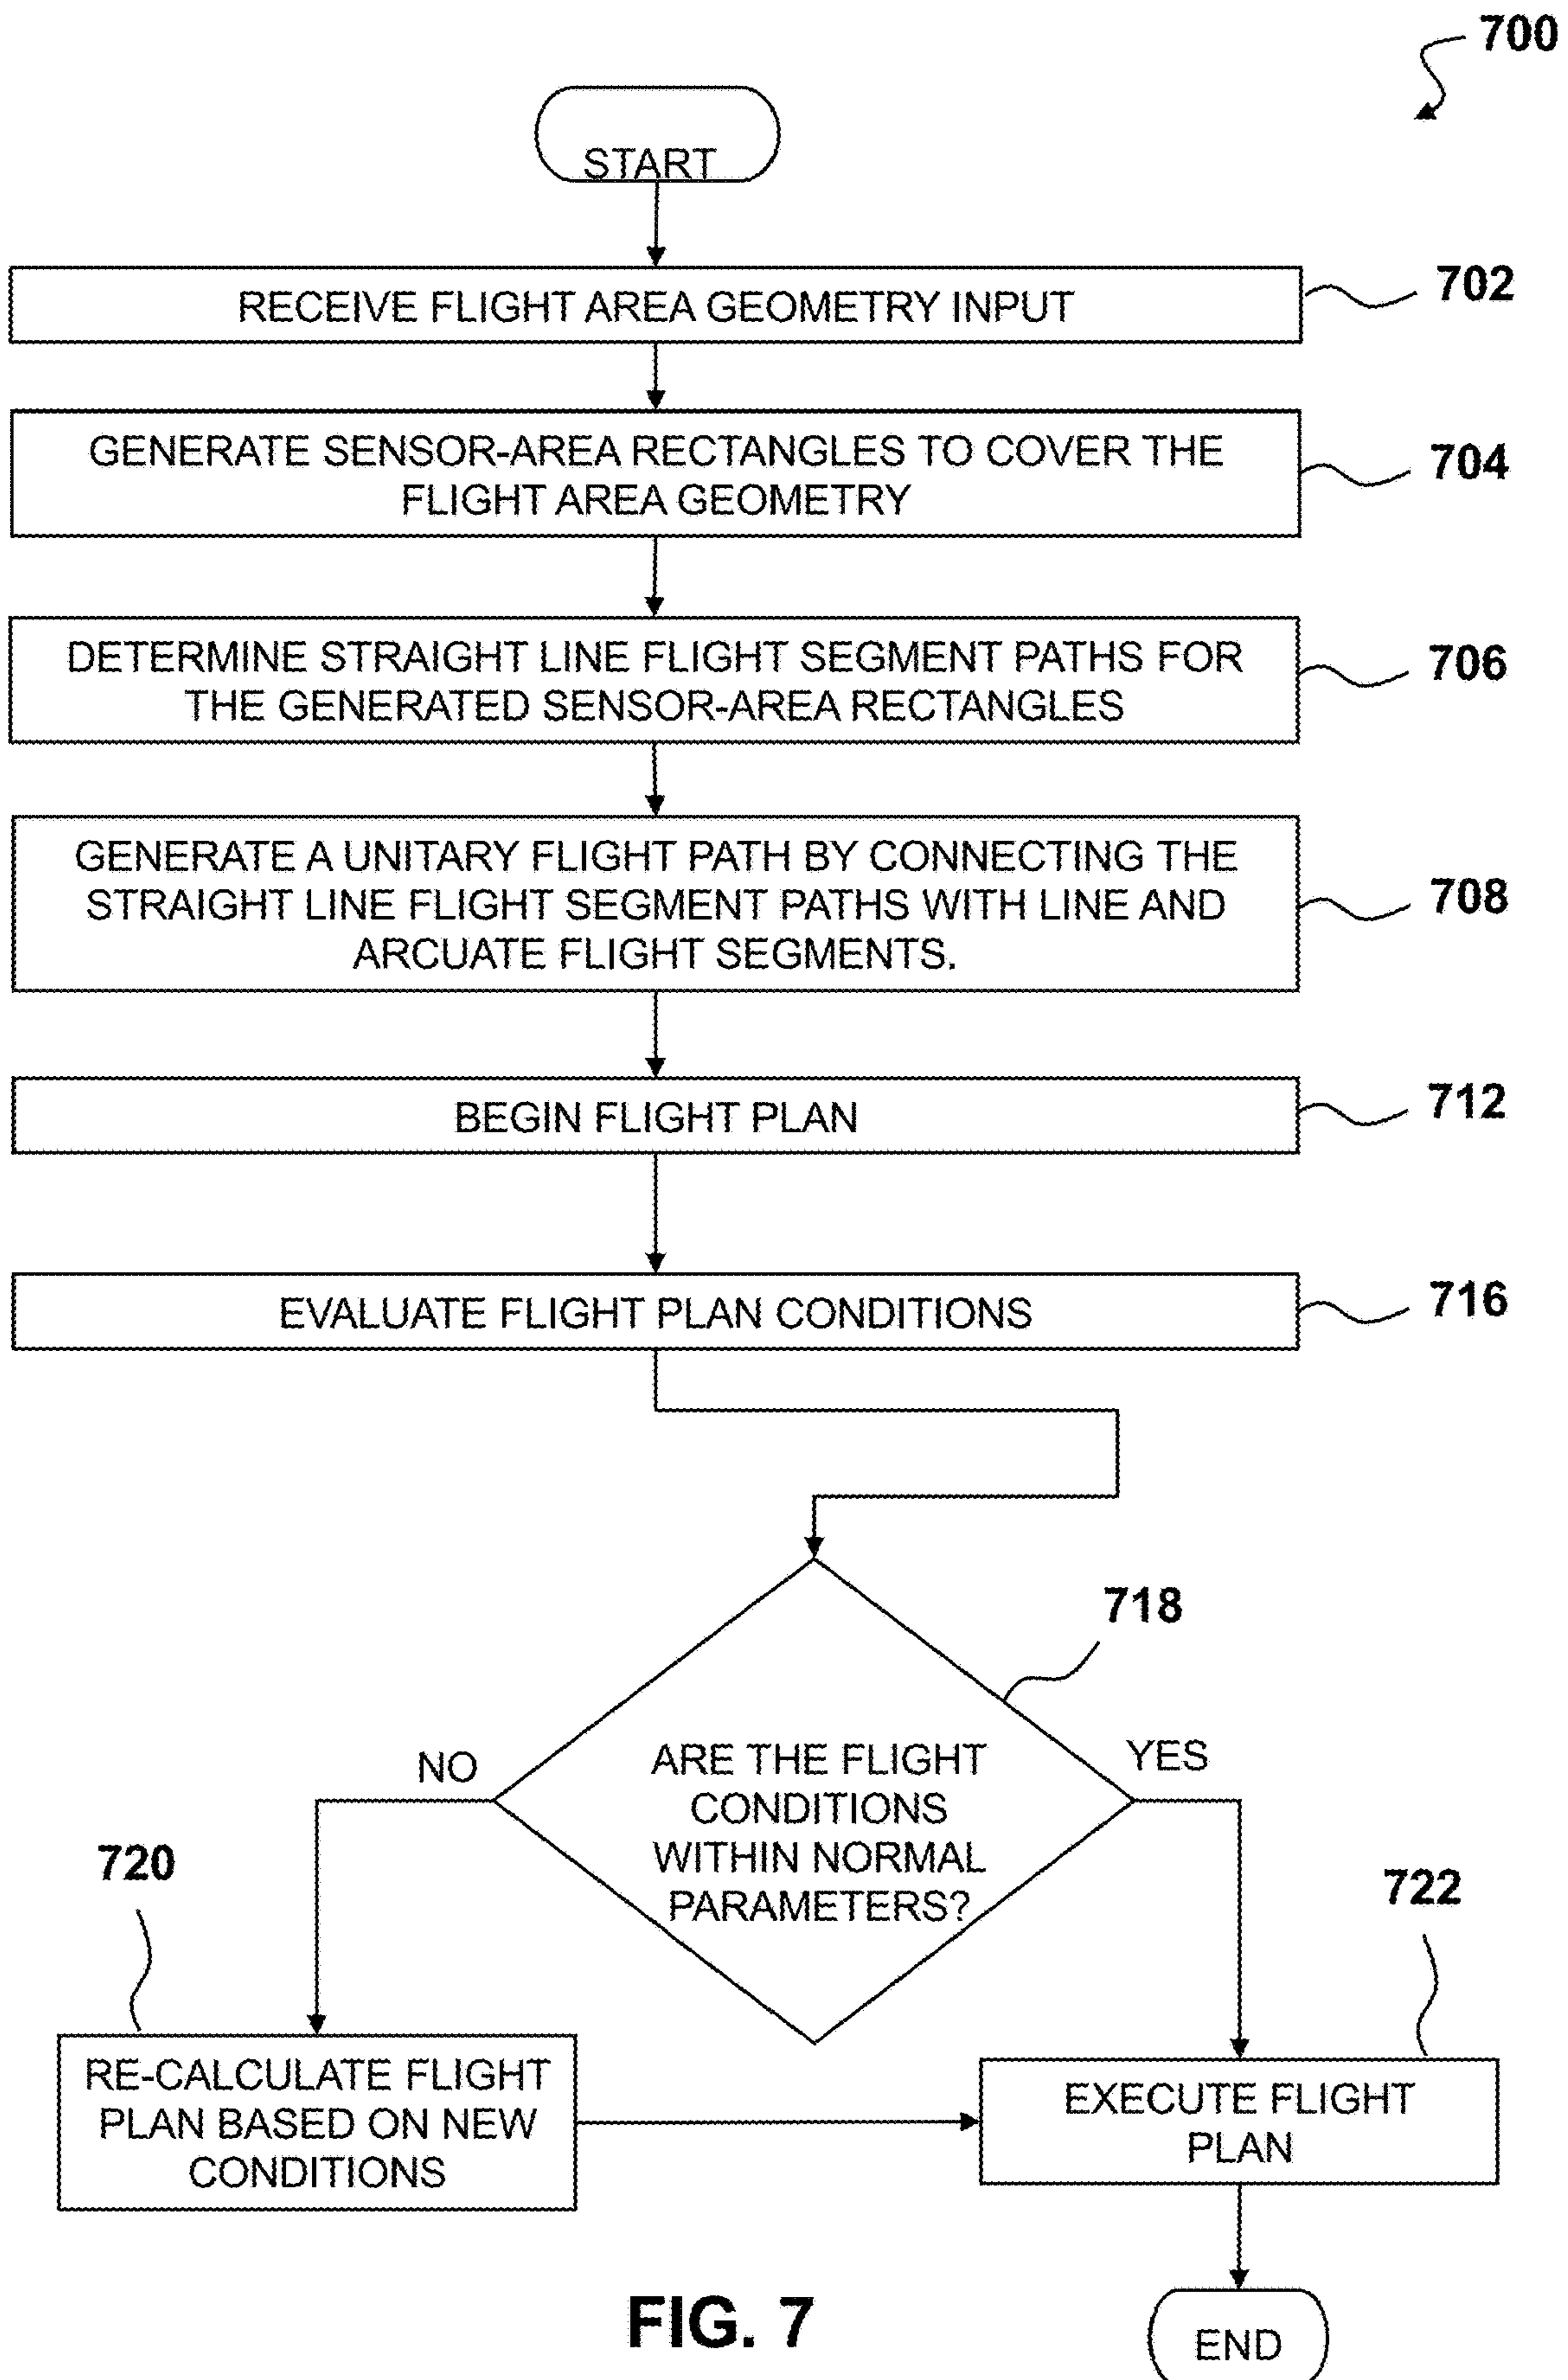 700
START
RECEIVE FLIGHT AREA GEOMETRY INPUT
702
GENERATE SENSOR-AREA RECTANGLES TO COVER THE
FLIGHT AREA GEOMETRY
704
DETERMINE STRAIGHT LINE FLIGHT SEGMENT PATHS FOR
THE GENERATED SENSOR-AREA RECTANGLES
706
GENERATE A UNITARY FLIGHT PATH BY CONNECTING THE
STRAIGHT LINE FLIGHT SEGMENT PATHS WITH LINE AND
ARCUATE FLIGHT SEGMENTS.
708
BEGIN FLIGHT PLAN
712
EVALUATE FLIGHT PLAN CONDITIONS
716
718
NO
YES
ARE THE FLIGHT
CONDITIONS
WITHIN NORMAL
PARAMETERS?
720
722
RE-CALCULATE FLIGHT
PLAN BASED ON NEW
CONDITIONS
EXECUTE FLIGHT
PLAN
FIG. 7
END